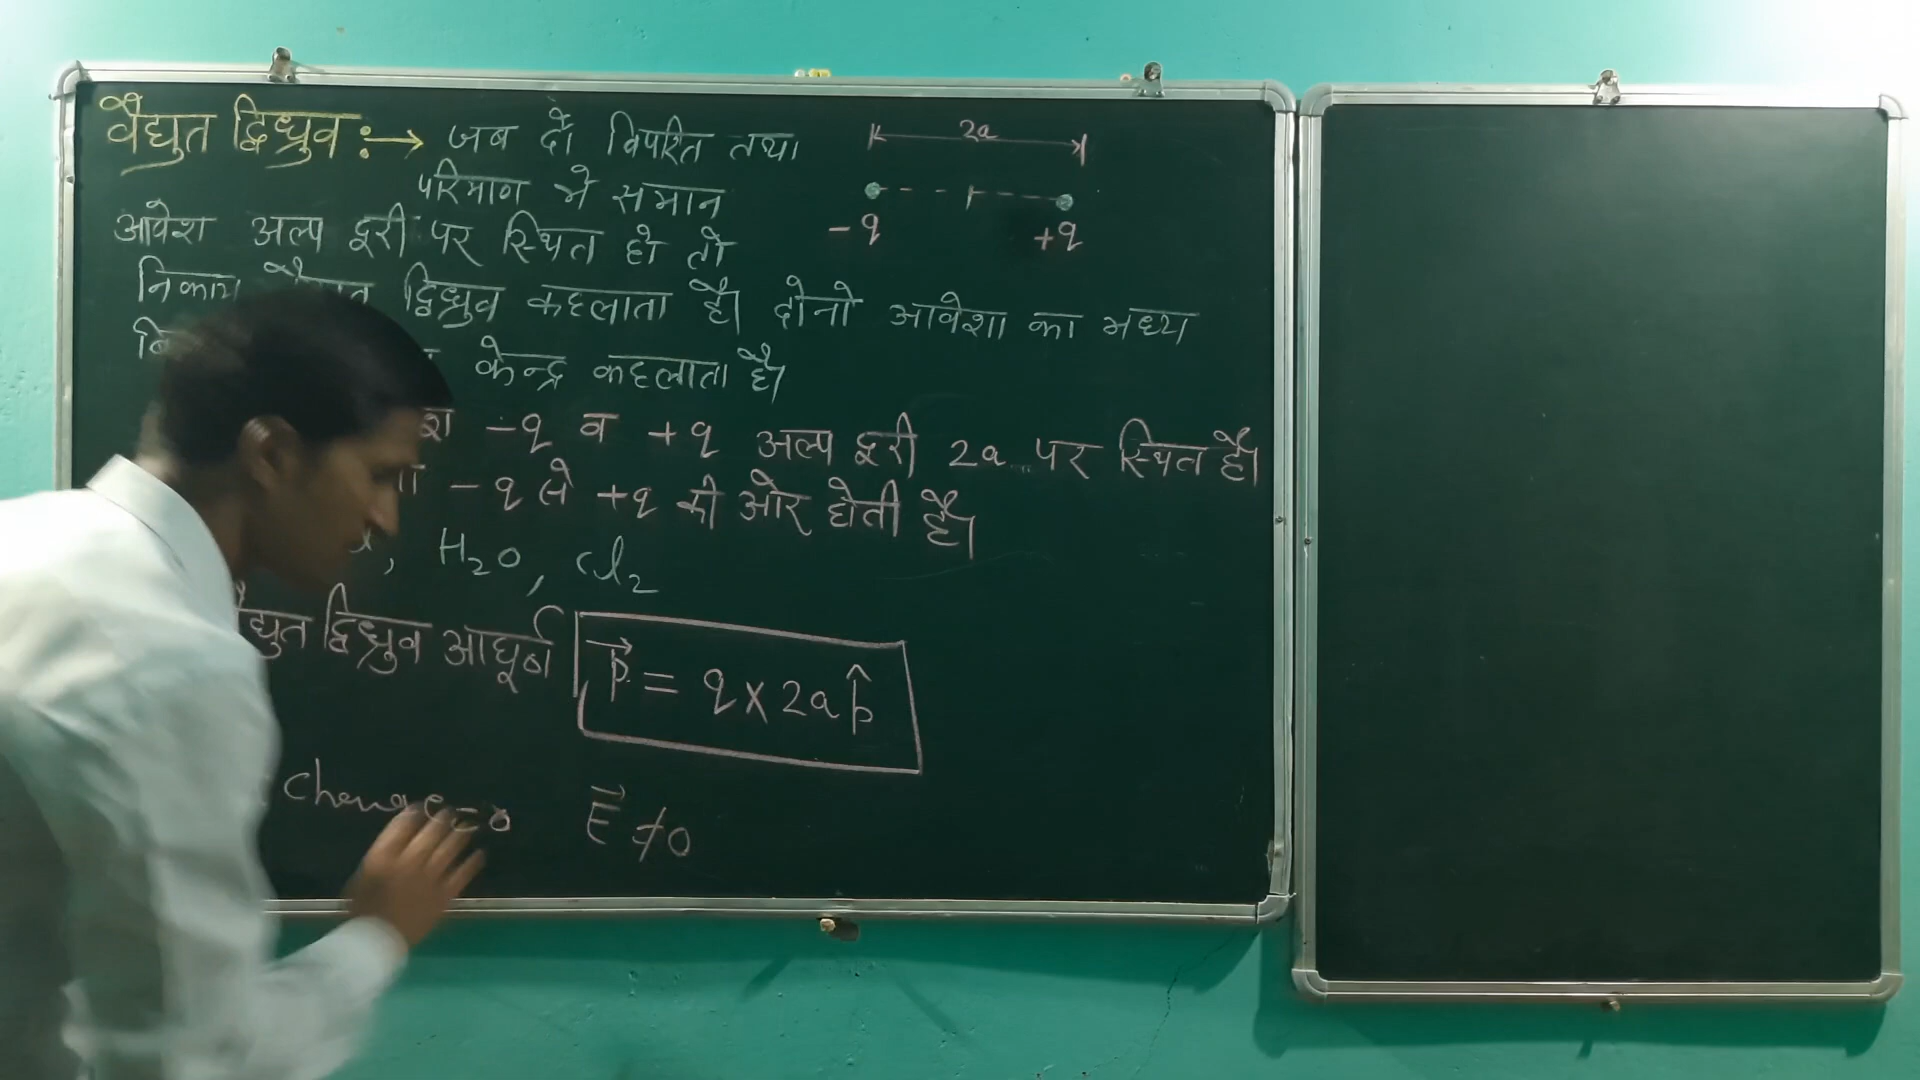 वैद्युत द्विध्रुव :→ जब दो विपरित तथा
परिमाण मे समान
आवेश अल्प दूरी पर स्थित हो तो
निकाय द्विध्रुव कहलाता है। दोनो आवेशा का मध्य
केन्द्र कहलाता है।
-q व +q अल्प दूरी 2a पर स्थित है।
-q से +q की ओर होती है।
, H₂O, Cl₂
द्विध्रुव आघूर्ण
p⃗ = q × 2a p̂
Charge = 0 E⃗ ≠ 0
2a
-q +q